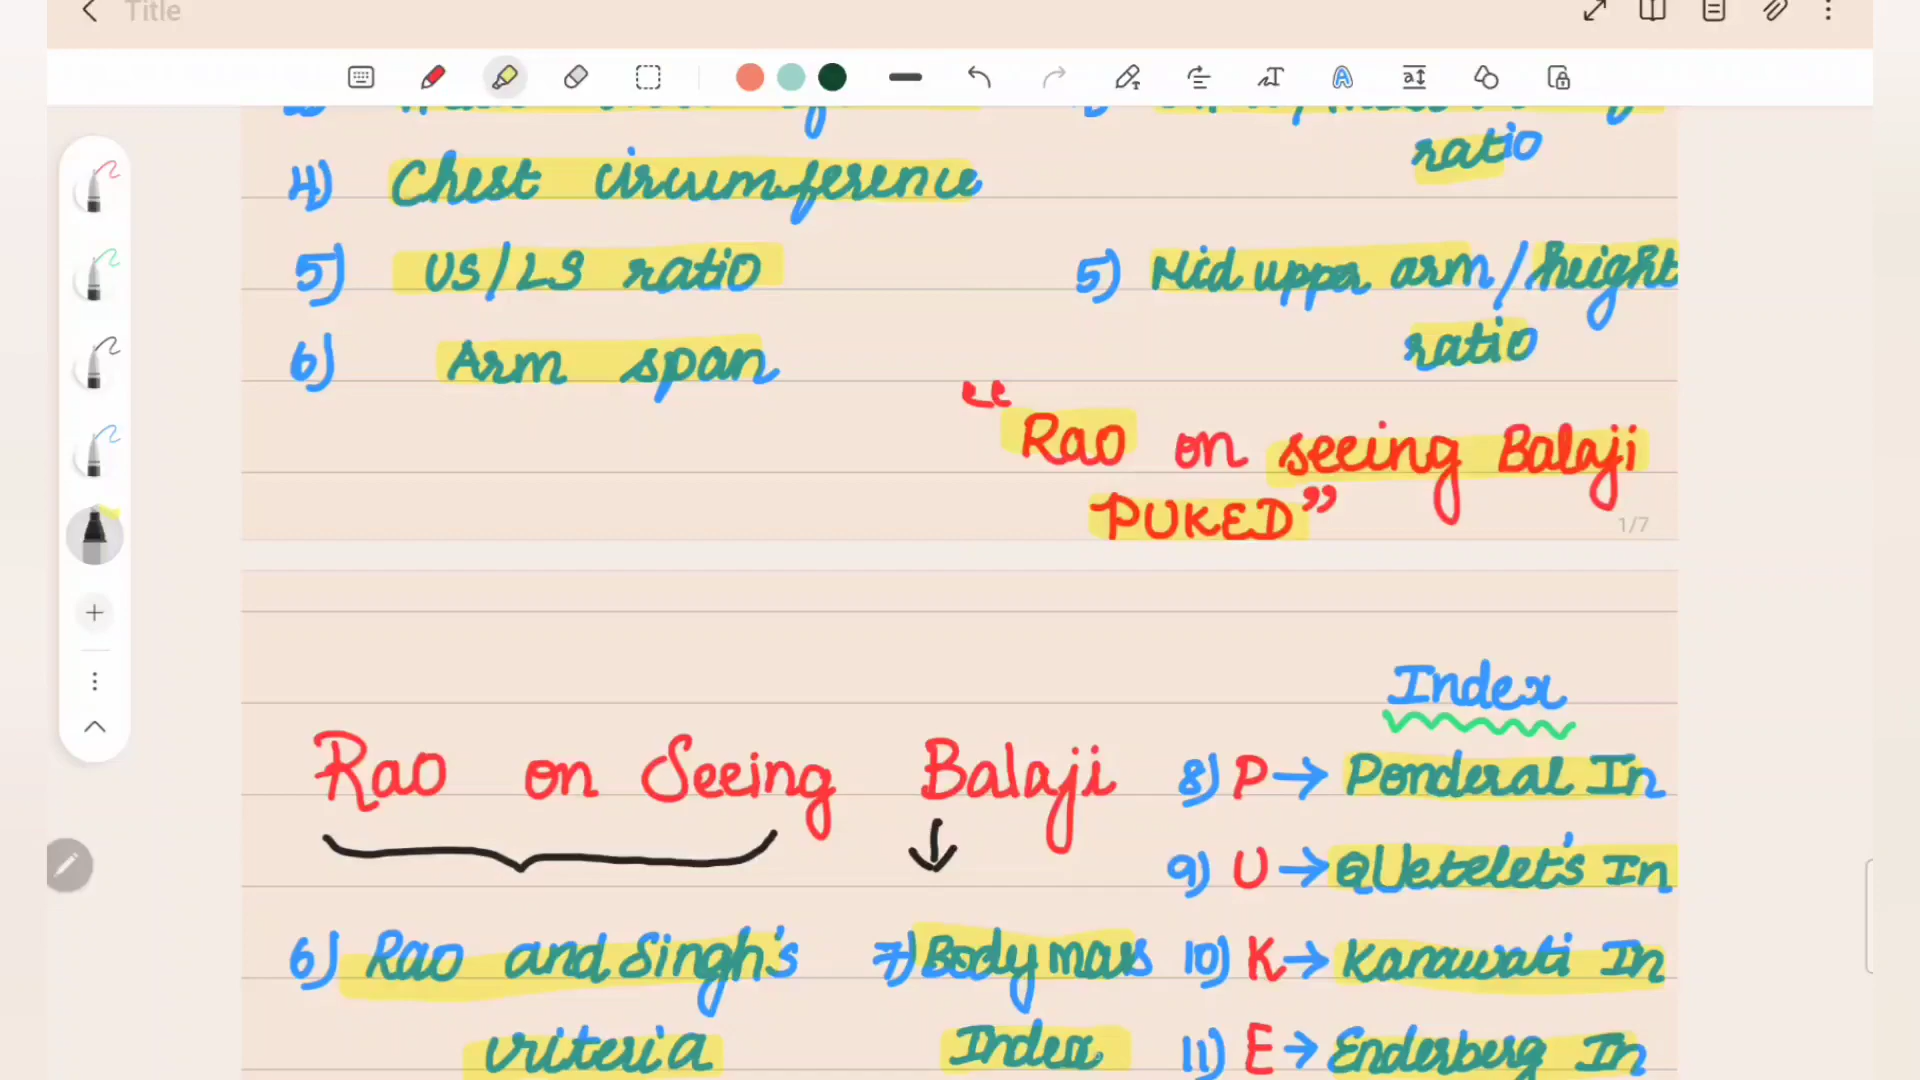 Title
ratio
4) Chest circumference
5) US/LS ratio
5) Mid upper arm/height
ratio
6) Arm span
"Rao on seeing Balaji
PUKED"
1/7
Index
Rao on Seeing Balaji
8) P → Ponderal In
9) U → QUetelet's In
6) Rao and Singh's
criteria
7) Body mass
Index
10) K → Kanawati In
11) E → Enderberg In